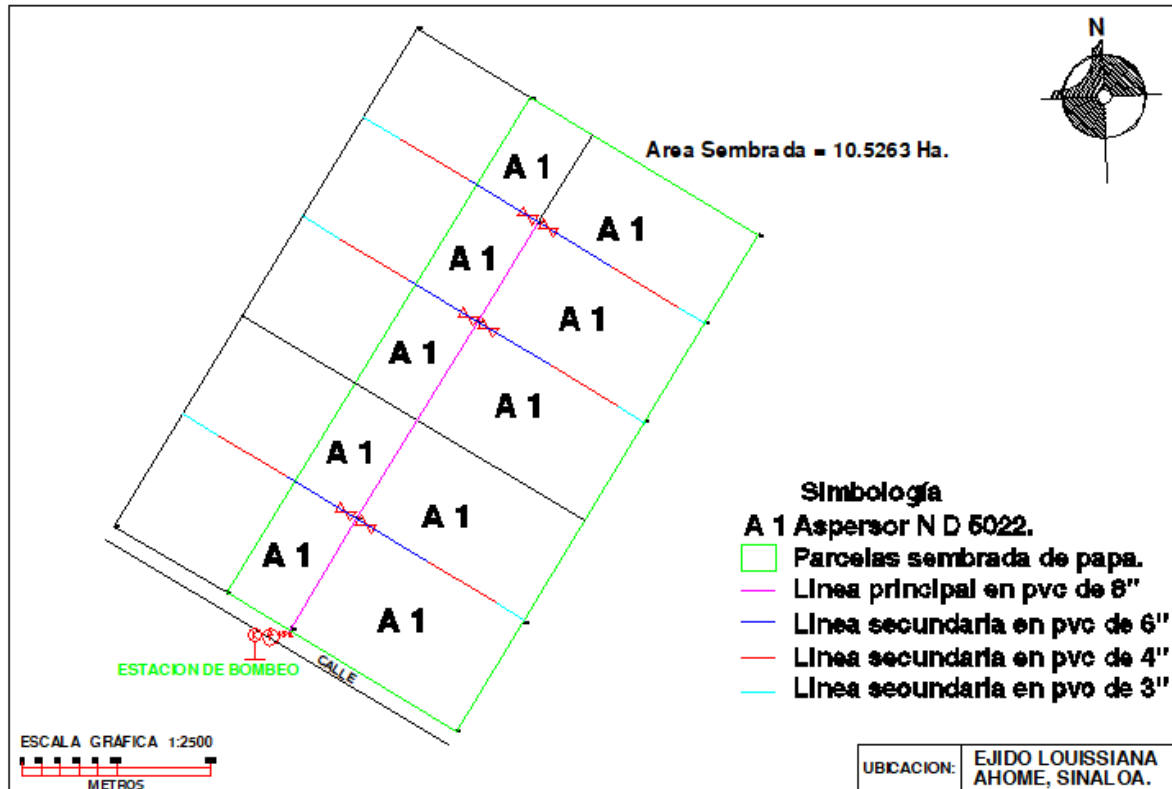 N
Area Sembrada = 10.5263 Ha.
A 1
A 1
A 1
A 1
A 1
A 1
A 1
A 1
A 1
A 1
ESTACION DE BOMBEO
CALLE
Simbología
A 1 Aspersor N D 5022.
Parcelas sembrada de papa.
Linea principal en pvc de 8"
Linea secundaria en pvc de 6"
Linea secundaria en pvc de 4"
Linea secundaria en pvc de 3"
ESCALA GRÁFICA 1:2500
METROS
UBICACION: EJIDO LOUISSIANA
AHOME, SINALOA.